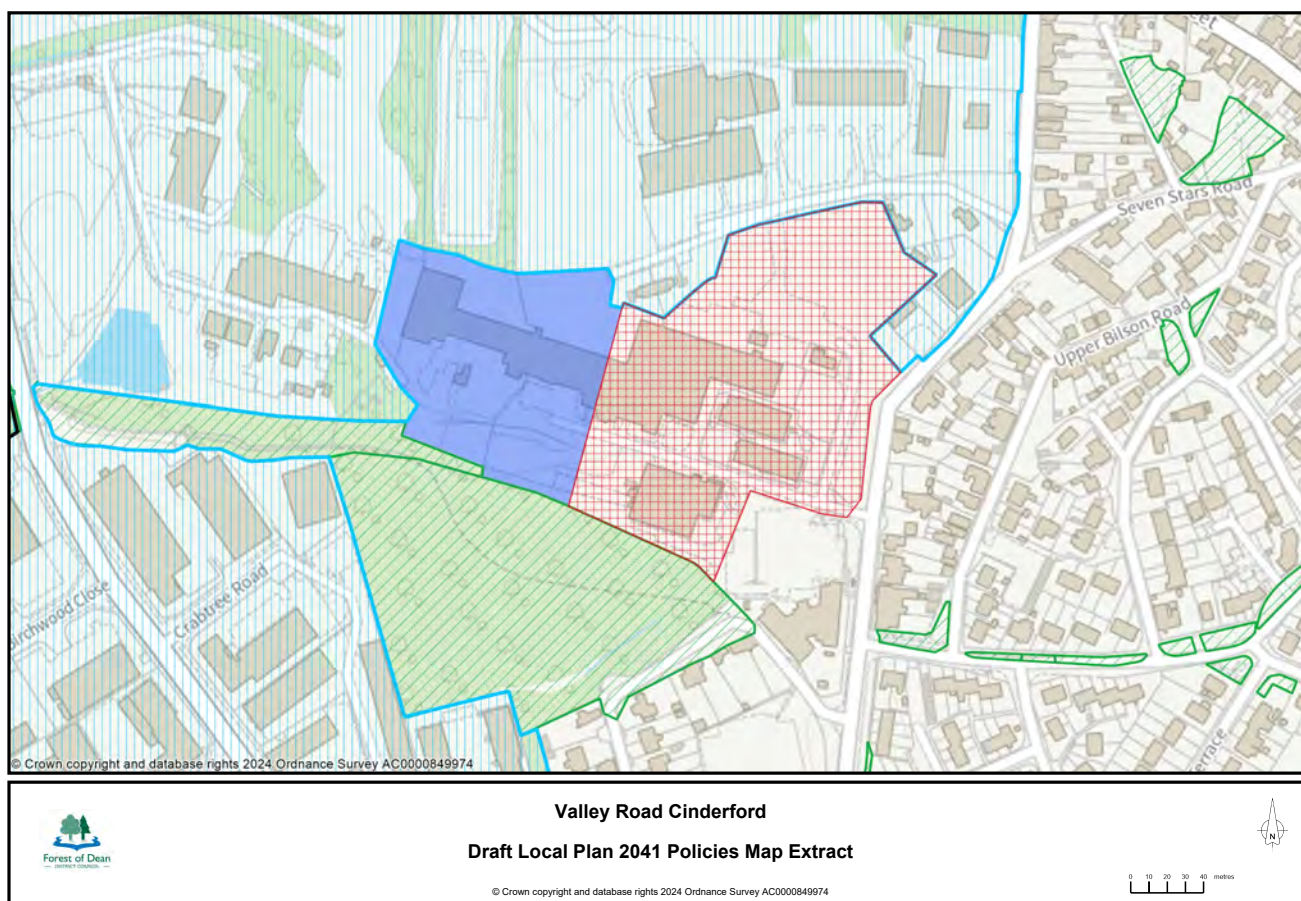 Seven Stars Road
Upper Bilson Road
Crabtree Road
© Crown copyright and database rights 2024 Ordnance Survey AC0000849974
Valley Road Cinderford
Draft Local Plan 2041 Policies Map Extract
© Crown copyright and database rights 2024 Ordnance Survey AC0000849974
Forest of Dean
DISTRICT COUNCIL
N
0 10 20 30 40 metres